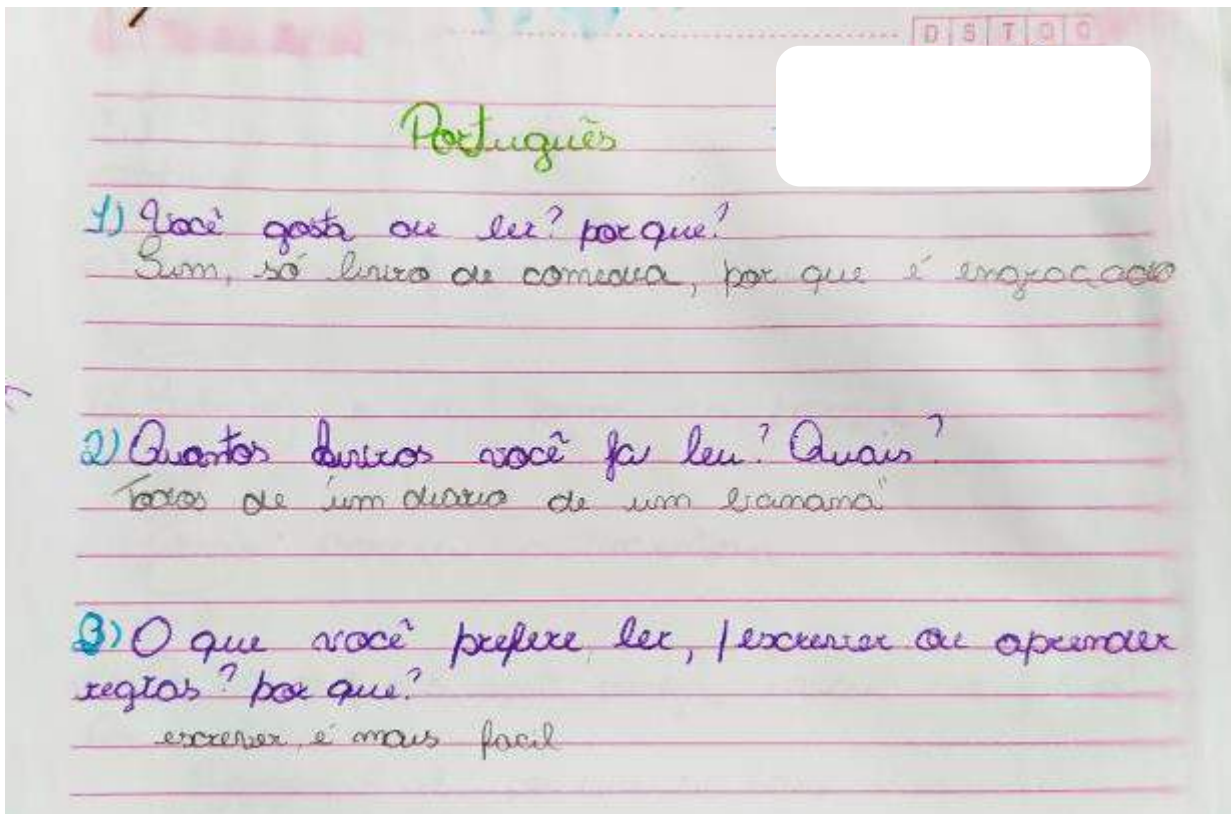 D S T Q Q
Português
1) Você gosta de ler? por que?
Sim, só livro de comedia, por que é engraçado
2) Quantos livros você já leu? Quais?
Todos de "um diario de um banana"
3) O que você prefere, ler, escrever ou aprender
regras? por que?
escrever, é mais facil